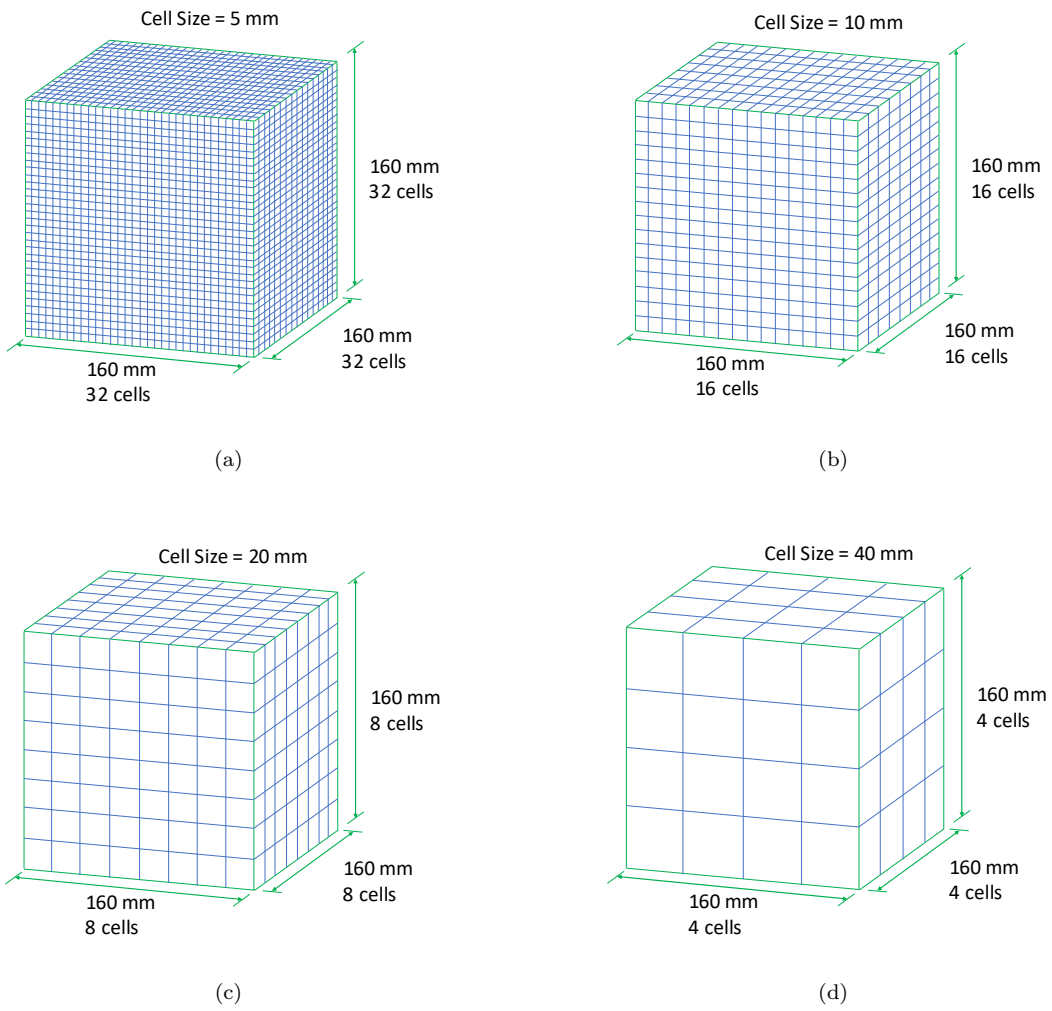 Cell Size = 5 mm
160 mm
32 cells
160 mm
32 cells
160 mm
32 cells
(a)
Cell Size = 10 mm
160 mm
16 cells
160 mm
16 cells
160 mm
16 cells
(b)
Cell Size = 20 mm
160 mm
8 cells
160 mm
8 cells
160 mm
8 cells
(c)
Cell Size = 40 mm
160 mm
4 cells
160 mm
4 cells
160 mm
4 cells
(d)